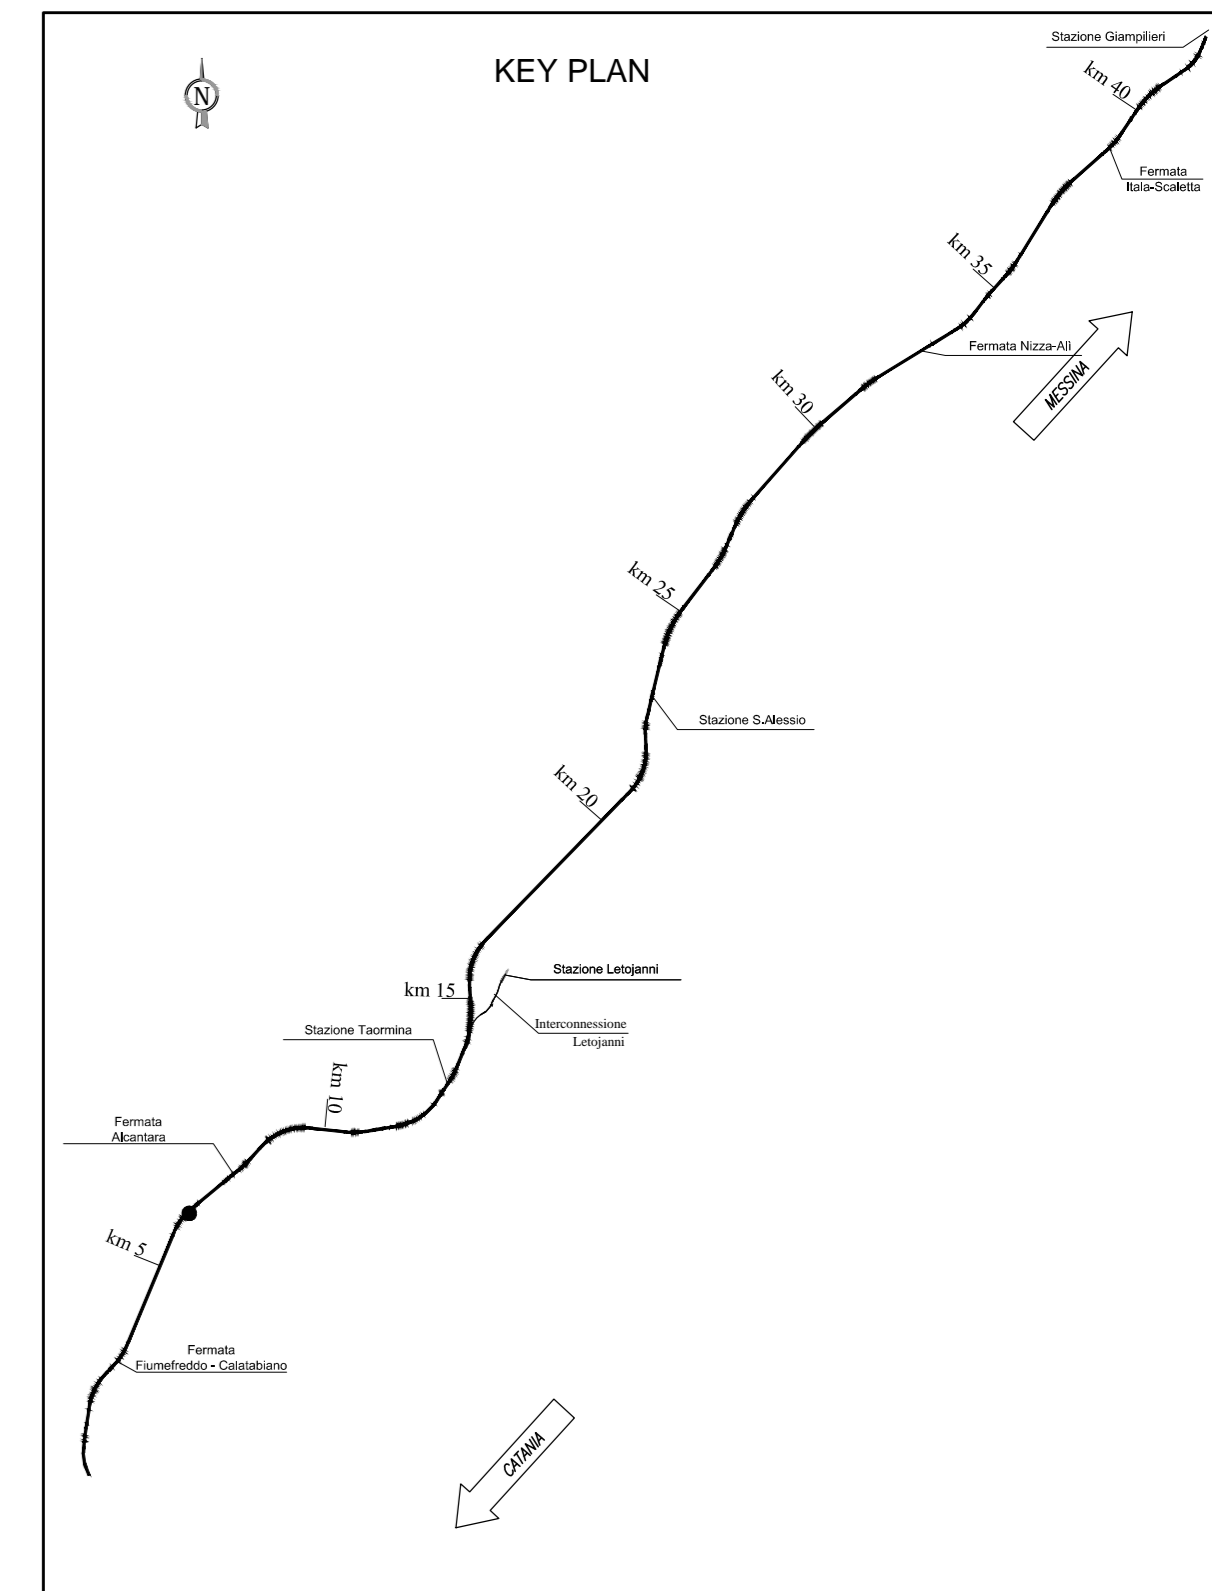 Stazione Giampilieri
KEY PLAN
N
km 40
Fermata
Itala-Scaletta
km 35
Fermata Nizza-Alì
MESSINA
km 30
km 25
Stazione S.Alessio
km 20
Stazione Letojanni
km 15
Interconnessione
Letojanni
Stazione Taormina
km 10
Fermata
Alcantara
km 5
Fermata
Fiumefreddo - Calatabiano
CATANIA